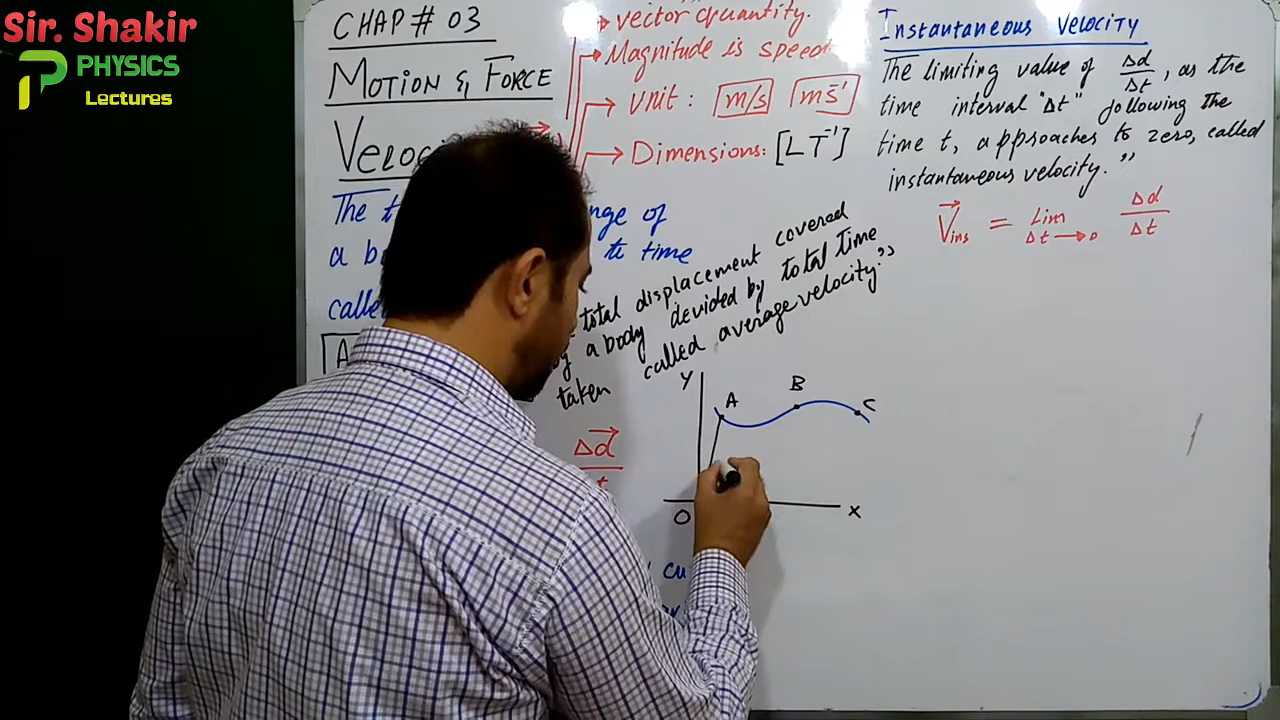 Sir. Shakir
PHYSICS
Lectures
CHAP # 03
MOTION & FORCE
The
nge of
a
time
→ vector quantity.
→ Magnitude is speed
→ Unit : m/s ms⁻¹
→ Dimensions: [LT⁻¹]
total displacement covered
a body devided by total time
taken called average velocity."
Δd
Y
A
B
C
O
X
Instantaneous Velocity
The limiting value of Δd/Δt, as the
time interval "Δt" following the
time t, approaches to zero, called
instantaneous velocity."
V⃗ins = Lim Δt→0 Δd/Δt